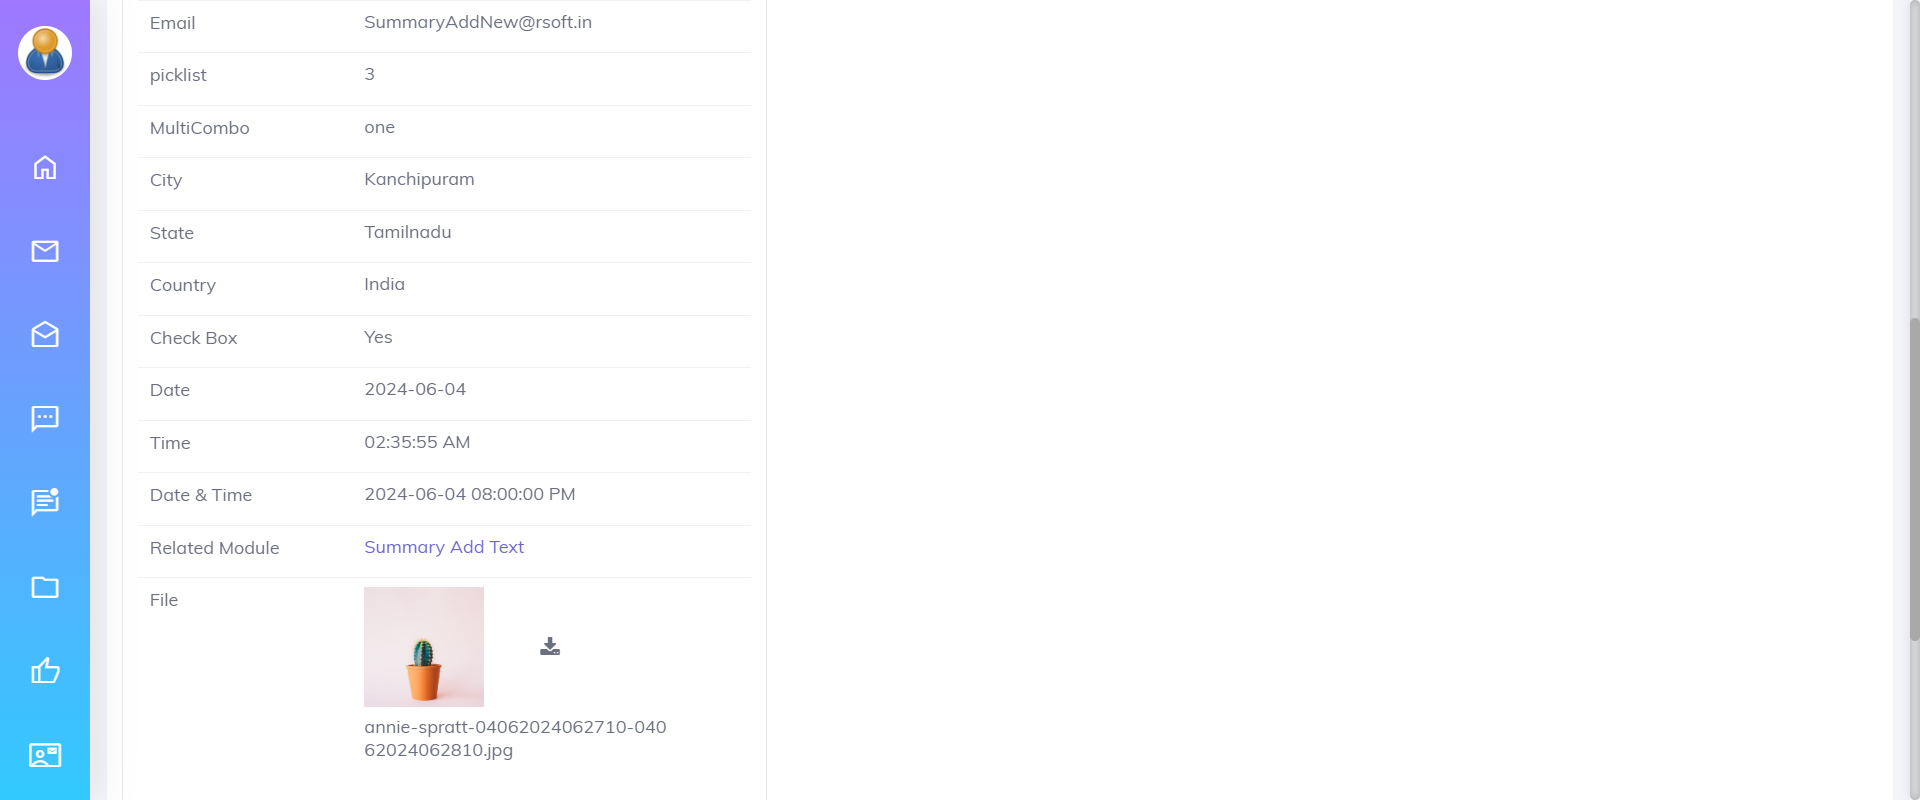 Email SummaryAddNew@rsoft.in
picklist 3
MultiCombo one
City Kanchipuram
State Tamilnadu
Country India
Check Box Yes
Date 2024-06-04
Time 02:35:55 AM
Date & Time 2024-06-04 08:00:00 PM
Related Module Summary Add Text
File
annie-spratt-04062024062710-040
62024062810.jpg